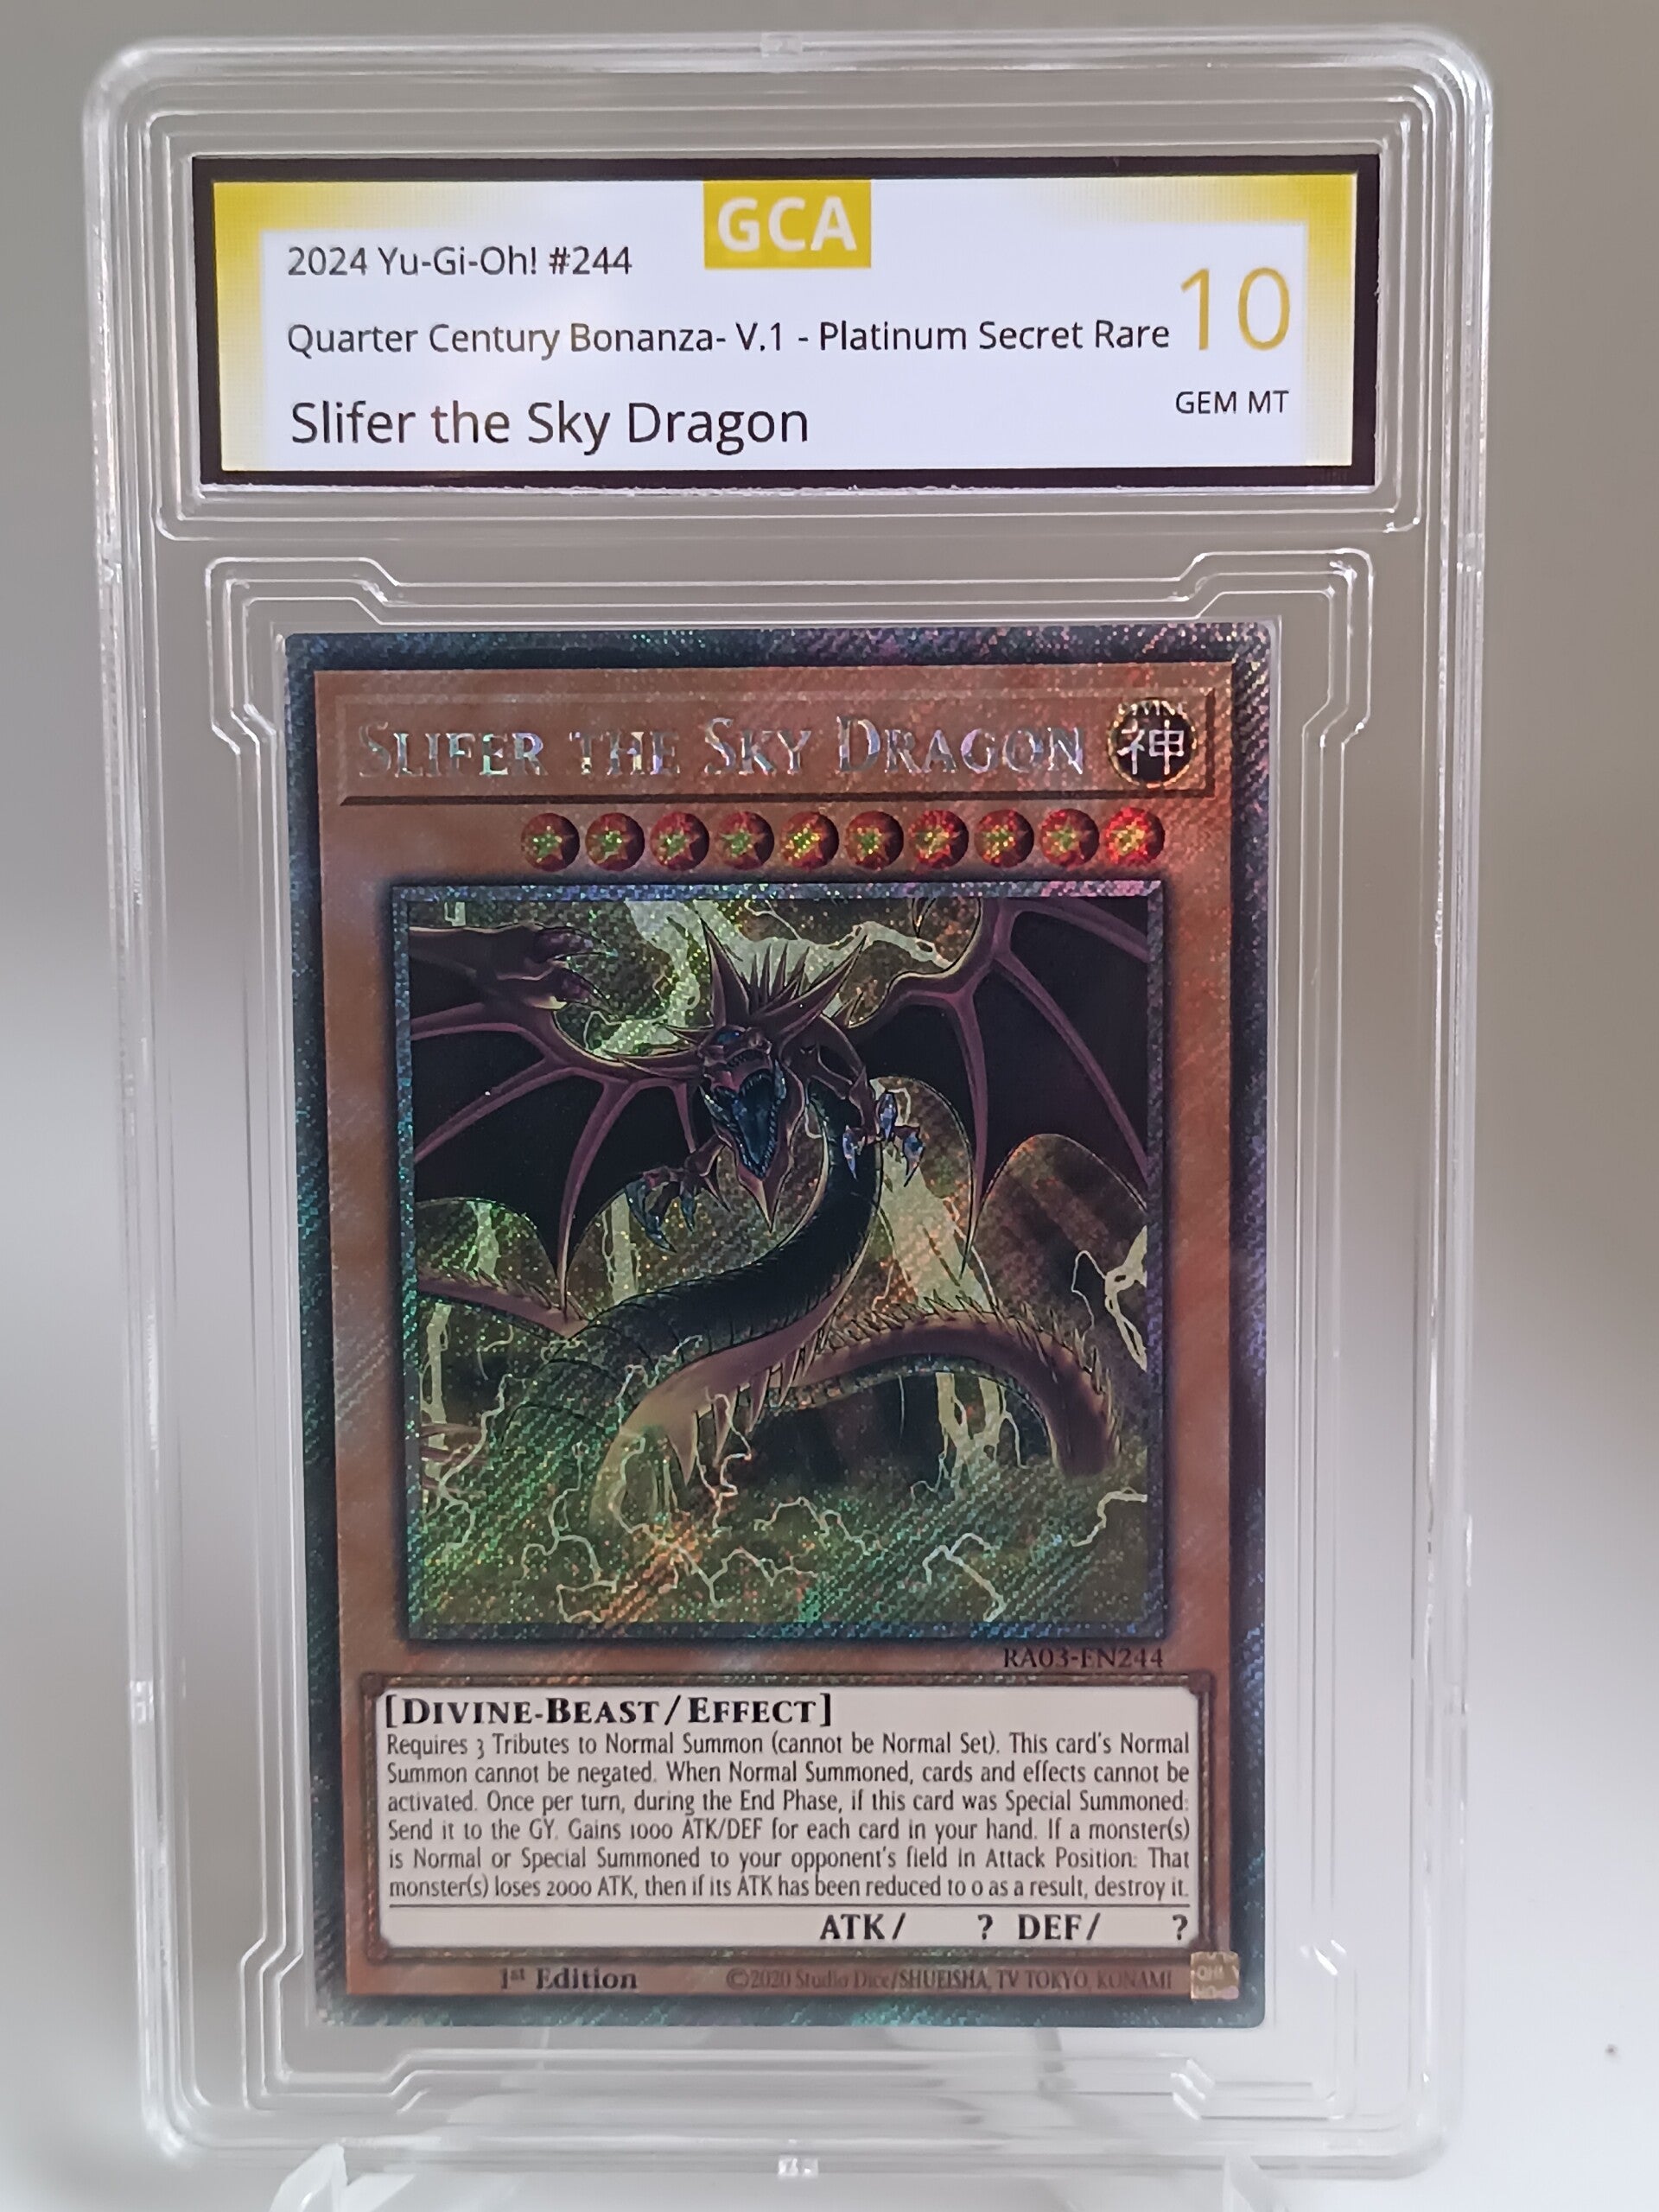 GCA
2024 Yu-Gi-Oh! #244
10
Quarter Century Bonanza- V.1 - Platinum Secret Rare
GEM MT
Slifer the Sky Dragon
SLIFER THE SKY DRAGON
神
RA03-EN244
[DIVINE-BEAST/EFFECT]
Requires 3 Tributes to Normal Summon (cannot be Normal Set). This card's Normal
Summon cannot be negated. When Normal Summoned, cards and effects cannot be
activated. Once per turn, during the End Phase, if this card was Special Summoned:
Send it to the GY. Gains 1000 ATK/DEF for each card in your hand. If a monster(s)
is Normal or Special Summoned to your opponent's field in Attack Position: That
monster(s) loses 2000 ATK, then if its ATK has been reduced to 0 as a result, destroy it.
ATK/ ? DEF/ ?
1st Edition ©2020 Studio Dice/SHUEISHA, TV TOKYO, KONAMI